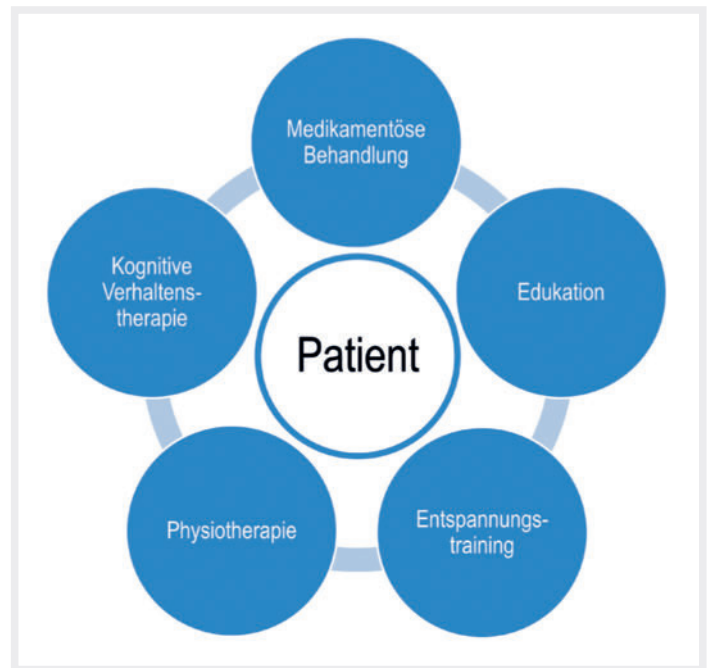 Medikamentöse
Behandlung
Edukation
Entspannungs-
training
Physiotherapie
Kognitive
Verhaltens-
therapie
Patient